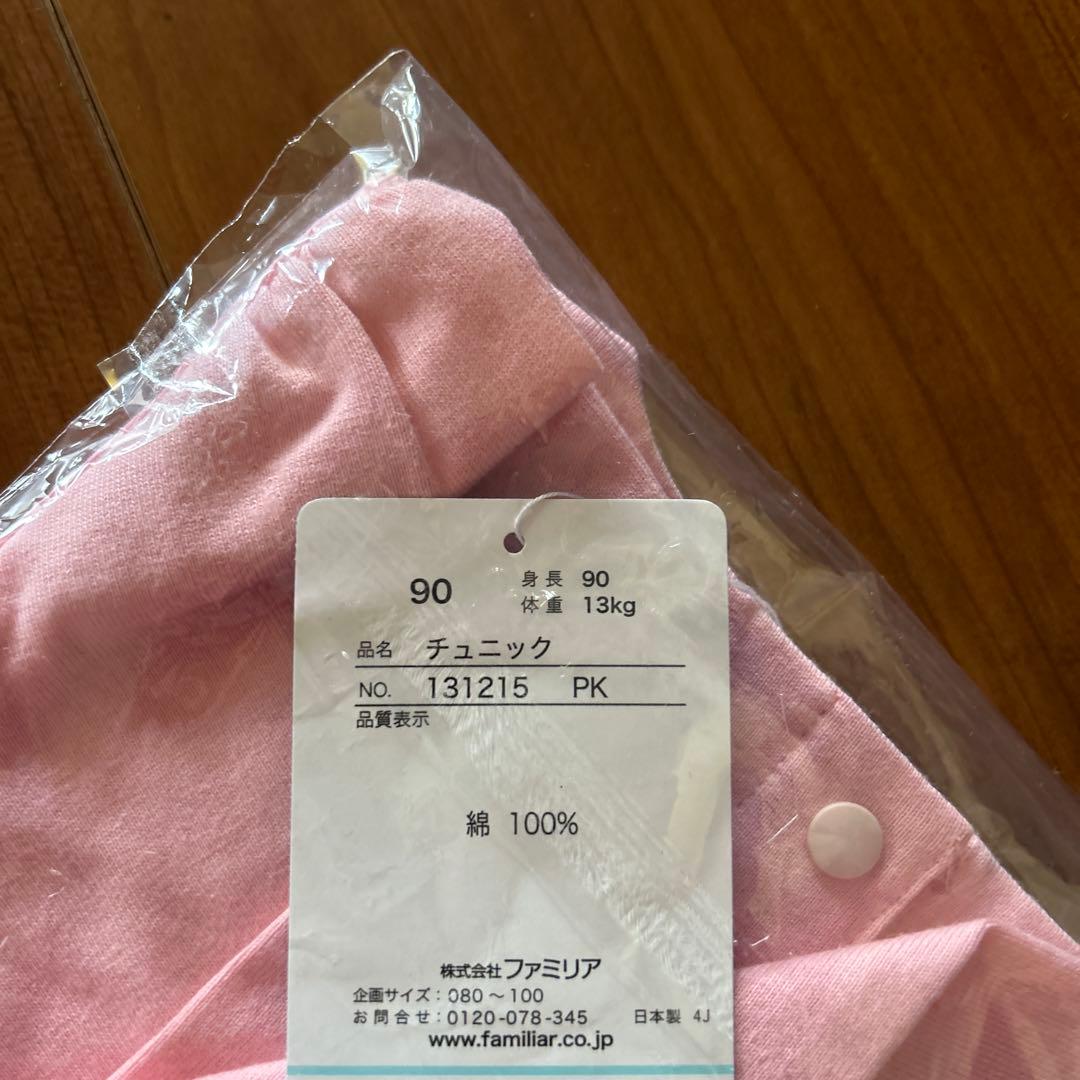 90
身長 90
体重 13kg
品名 チュニック
NO. 131215 PK
品質表示
綿 100%
株式会社ファミリア
企画サイズ：080～100
お問合せ：0120-078-345 日本製 4J
www.familiar.co.jp